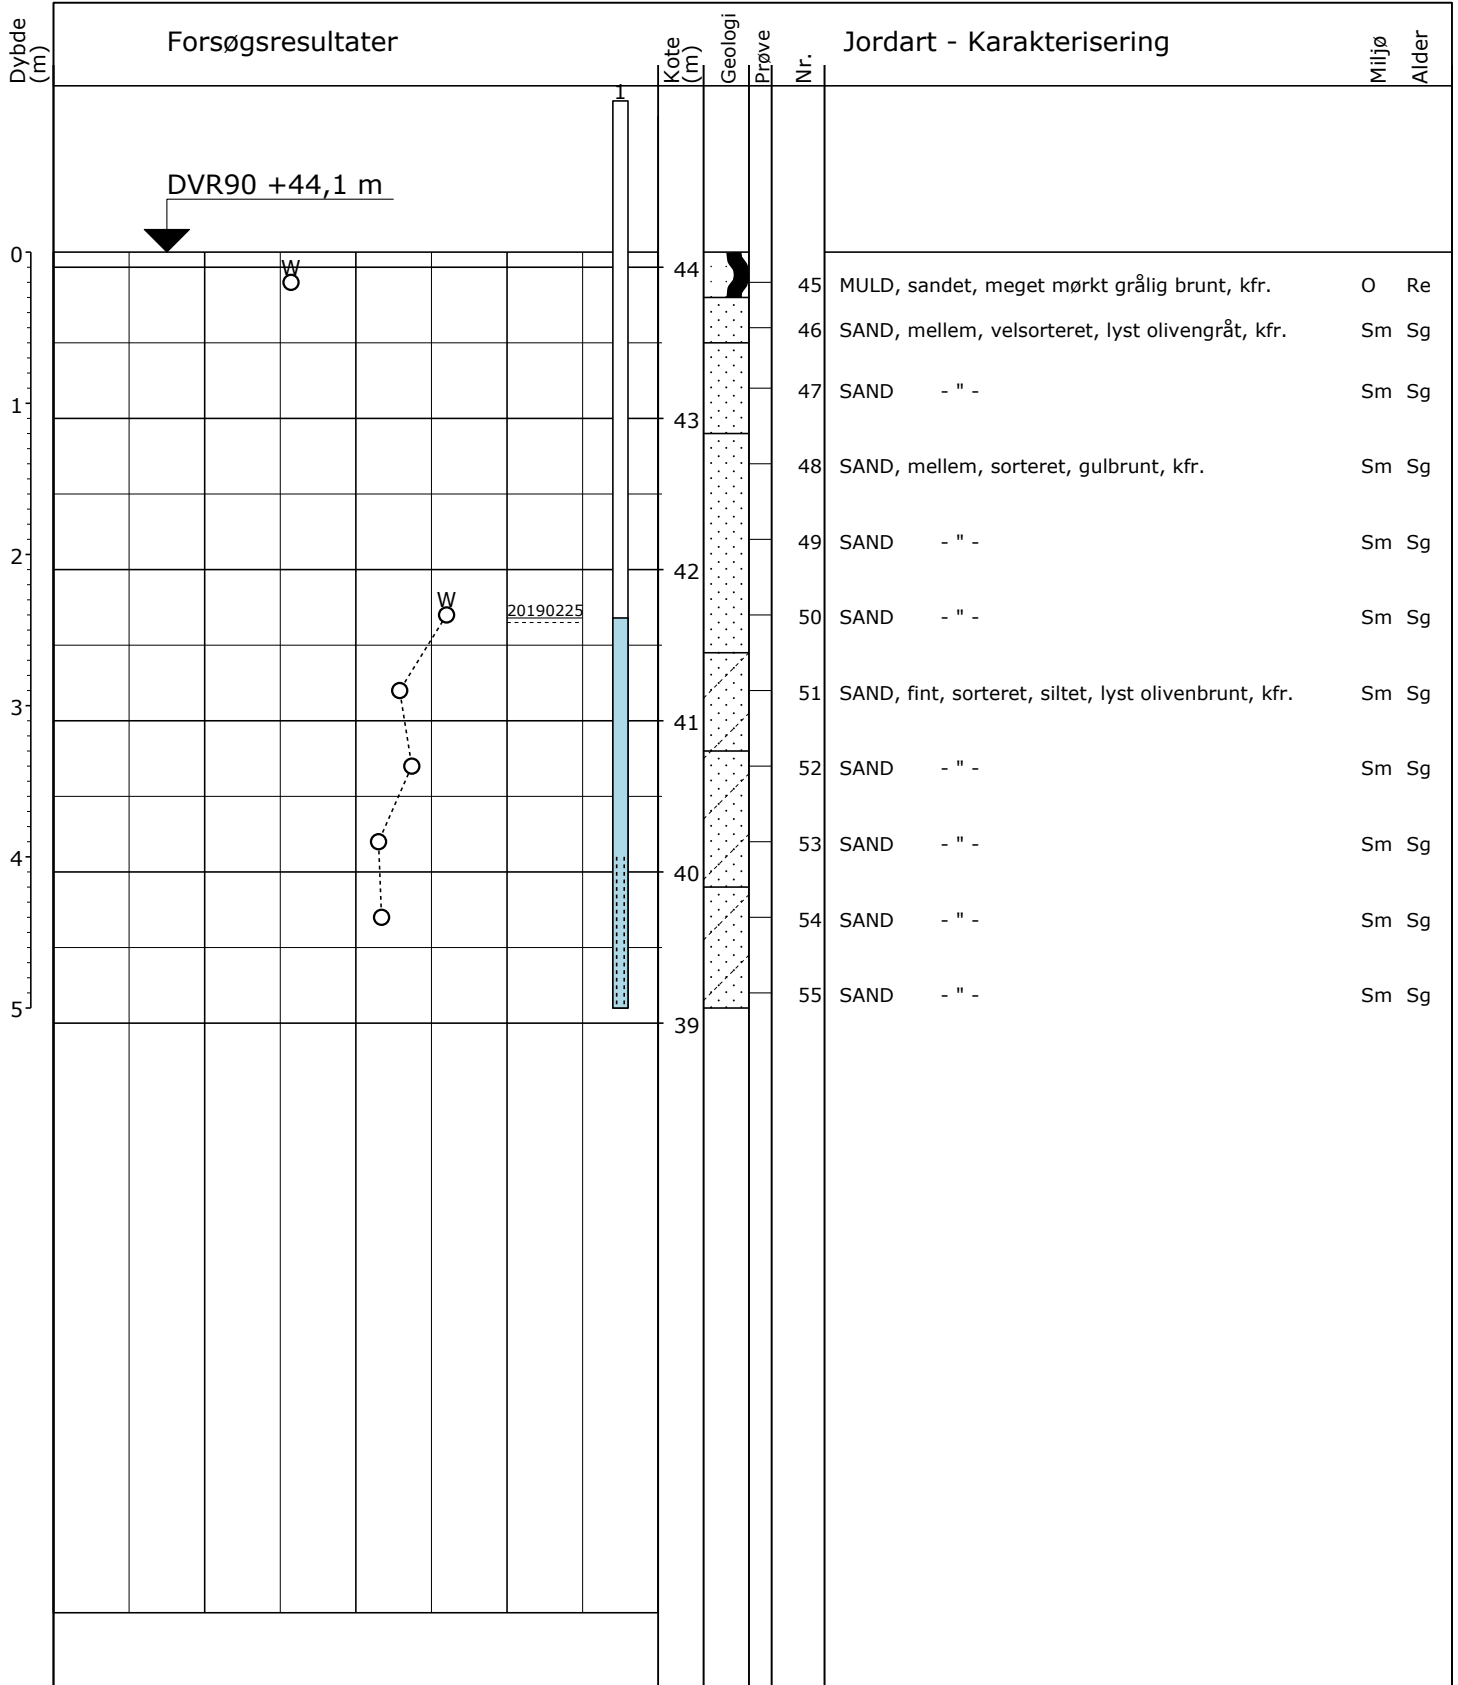 Dybde (m)
Forsøgsresultater
Kote (m)
Geologi
Prøve
Nr.
Jordart - Karakterisering
Miljø
Alder
1
DVR90 +44,1 m
0
W
44
45 MULD, sandet, meget mørkt grålig brunt, kfr. O Re
46 SAND, mellem, velsorteret, lyst olivengråt, kfr. Sm Sg
47 SAND - " - Sm Sg
1
43
48 SAND, mellem, sorteret, gulbrunt, kfr. Sm Sg
49 SAND - " - Sm Sg
2
42
W
20190225
50 SAND - " - Sm Sg
51 SAND, fint, sorteret, siltet, lyst olivenbrunt, kfr. Sm Sg
3
41
52 SAND - " - Sm Sg
53 SAND - " - Sm Sg
4
40
54 SAND - " - Sm Sg
55 SAND - " - Sm Sg
5
39